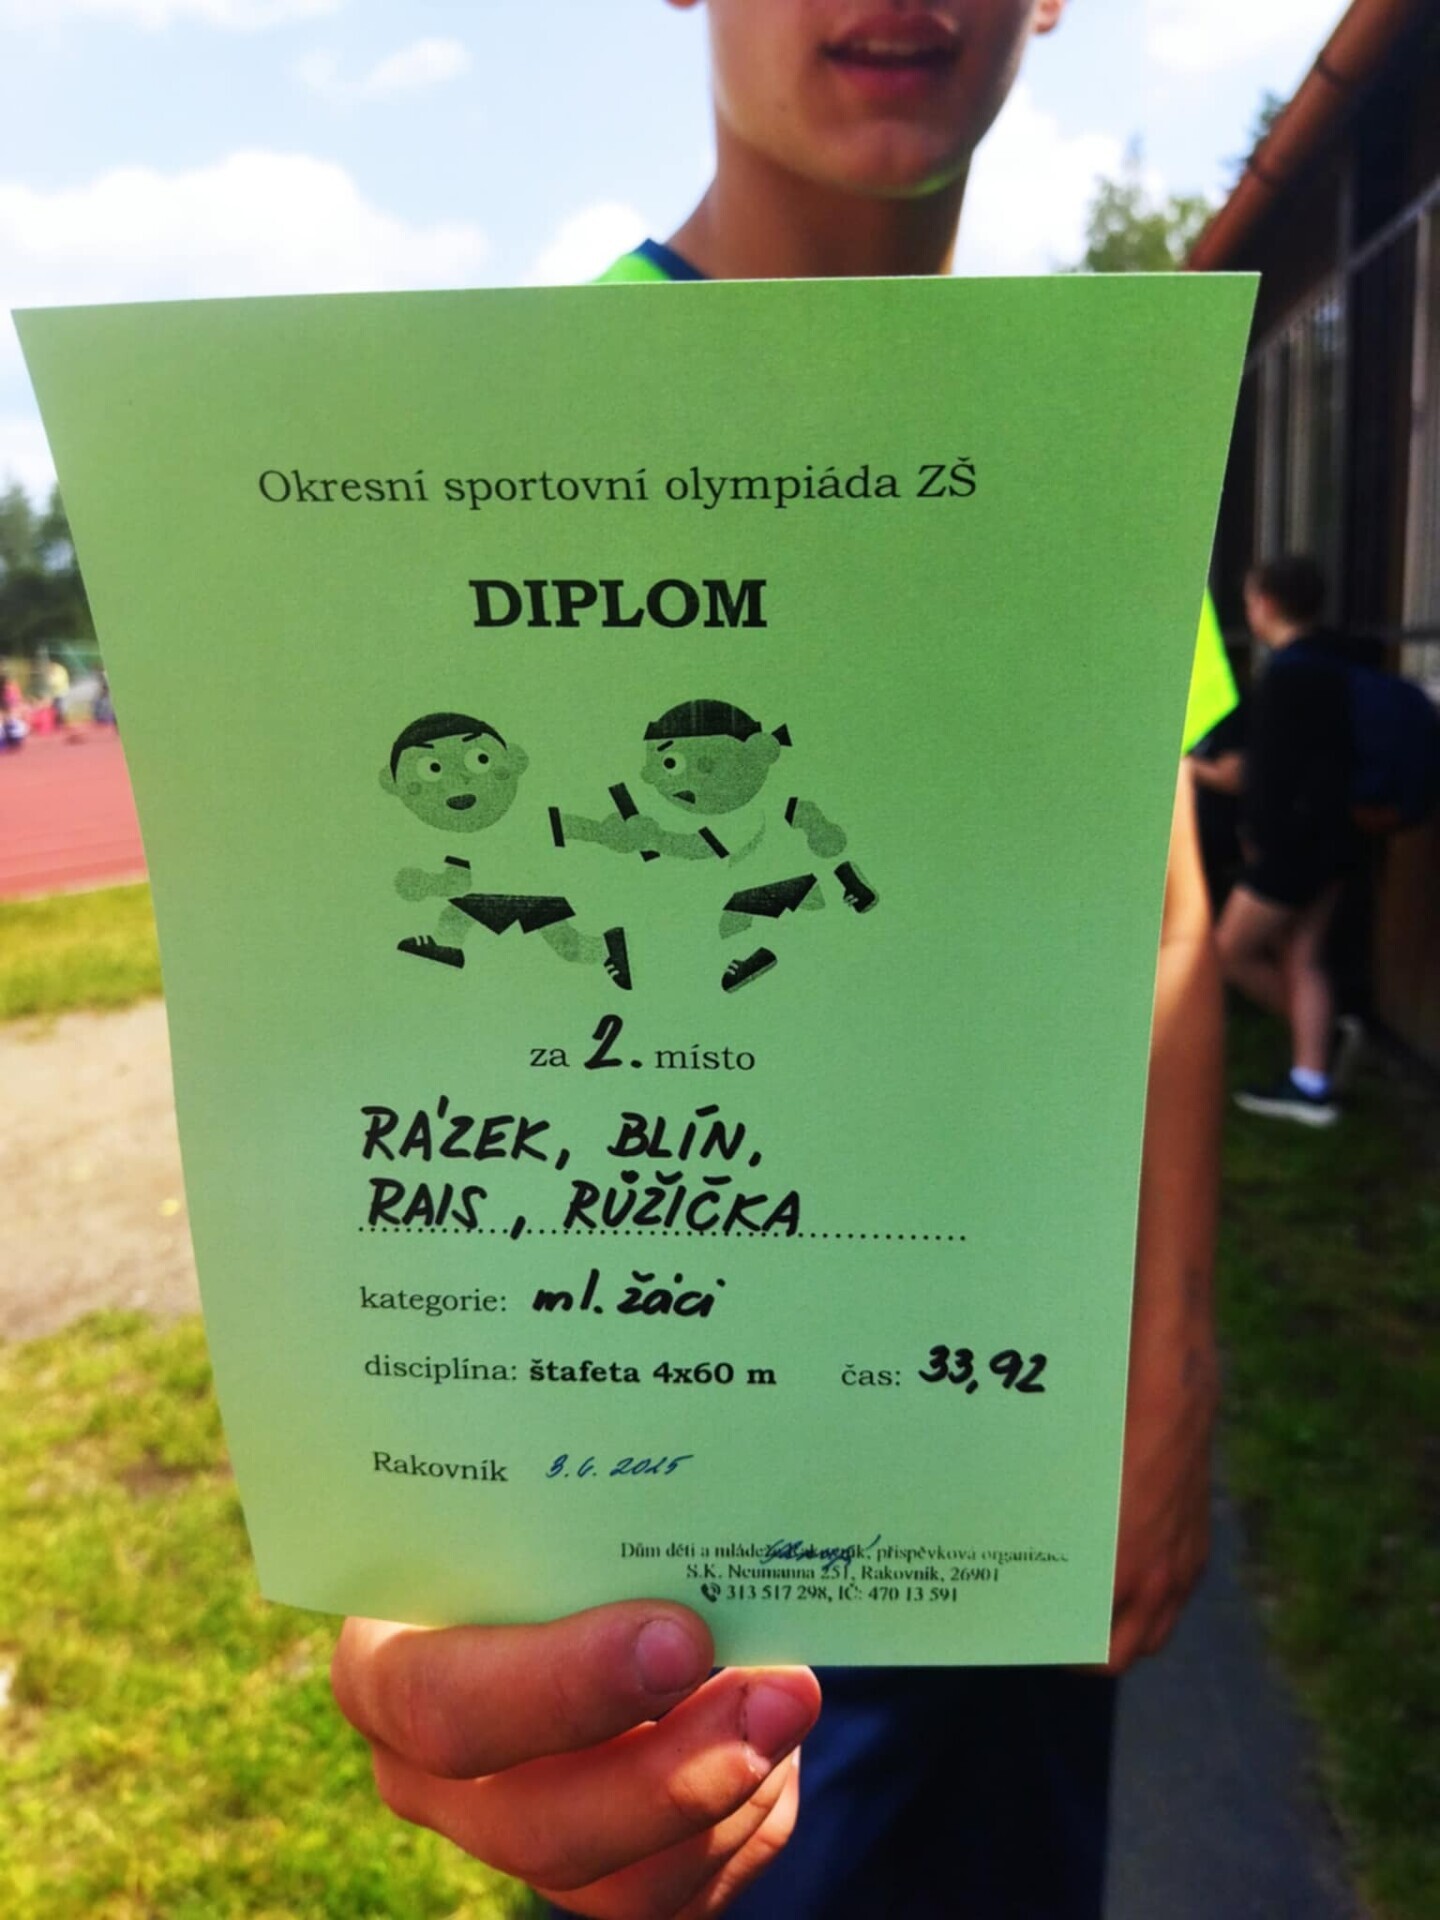 Okresní sportovní olympiáda ZŠ
DIPLOM
za 2. místo
RÁZEK, BLÍN,
RAIS, RŮŽIČKA
kategorie: ml. žáci
disciplína: štafeta 4x60 m čas: 33,92
Rakovník 3.6. 2025
Dům dětí a mládeže Rakovník, příspěvková organizace
S.K. Neumanna 251, Rakovník, 26901
313 517 298, IČ: 470 13 591